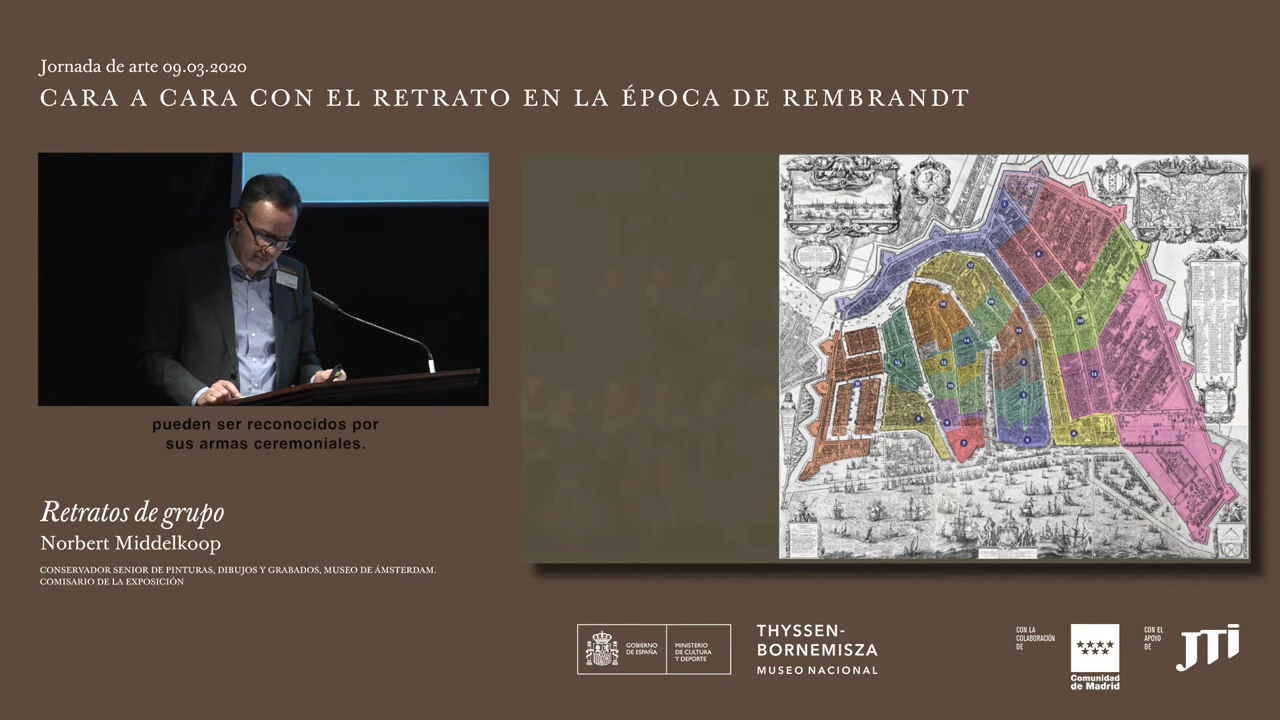 Jornada de arte 09.03.2020
CARA A CARA CON EL RETRATO EN LA ÉPOCA DE REMBRANDT
pueden ser reconocidos por
sus armas ceremoniales.
Retratos de grupo
Norbert Middelkoop
CONSERVADOR SENIOR DE PINTURAS, DIBUJOS Y GRABADOS, MUSEO DE ÁMSTERDAM.
COMISARIO DE LA EXPOSICIÓN
GOBIERNO
DE ESPAÑA
MINISTERIO
DE CULTURA
Y DEPORTE
THYSSEN-
BORNEMISZA
MUSEO NACIONAL
CON LA
COLABORACIÓN
DE
Comunidad
de Madrid
CON EL
APOYO
DE
JTi